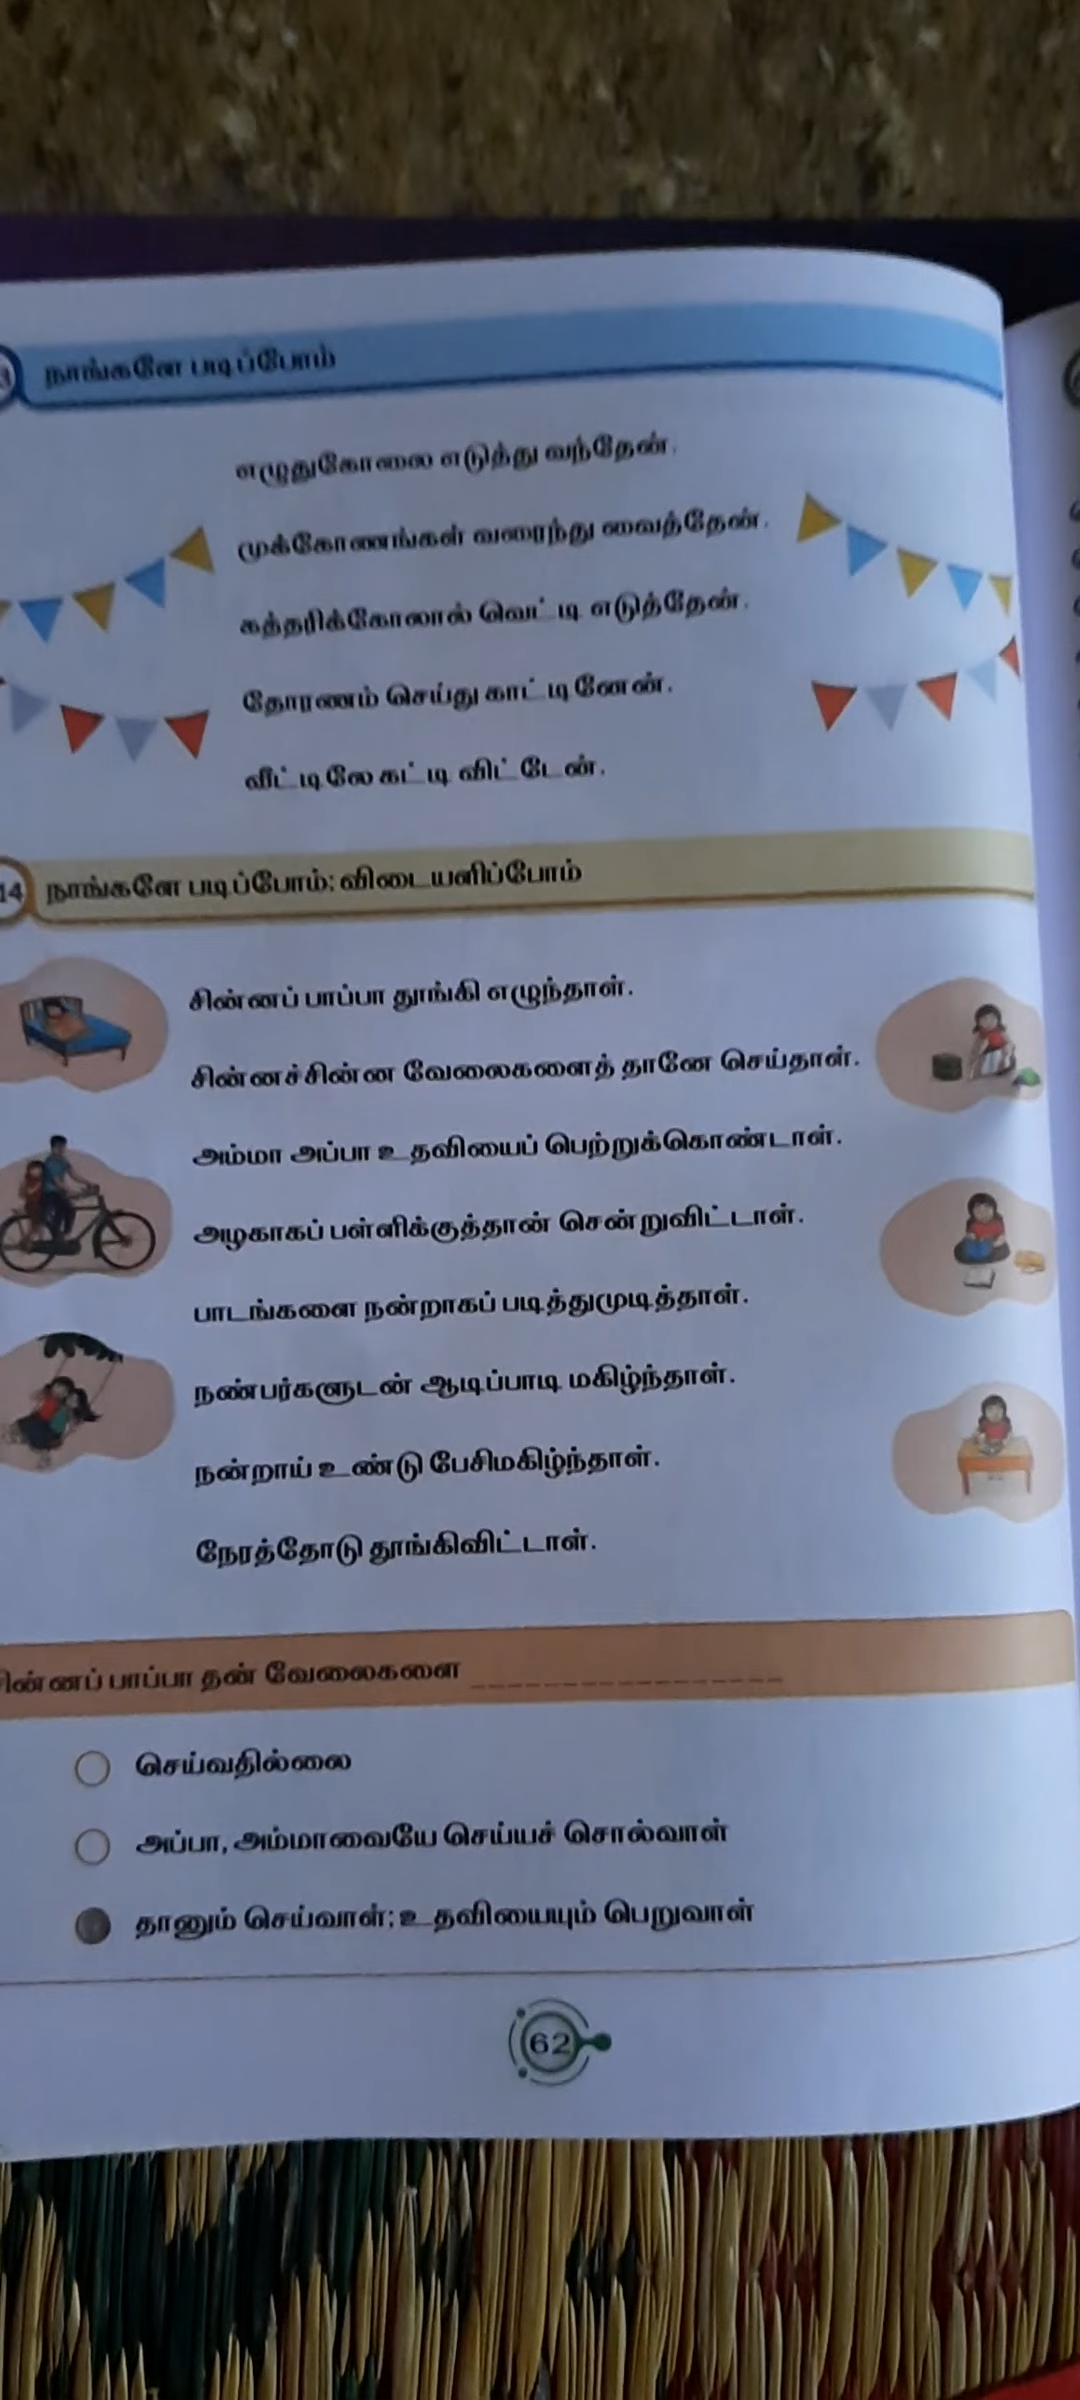 நாங்களே படிப்போம்
எழுதுகோலை எடுத்து வந்தேன்.
முக்கோணங்கள் வரைந்து வைத்தேன்.
கத்தரிக்கோலால் வெட்டி எடுத்தேன்.
தோரணம் செய்து காட்டினேன்.
வீட்டிலே கட்டி விட்டேன்.
14 நாங்களே படிப்போம்; விடையளிப்போம்
சின்னப் பாப்பா தூங்கி எழுந்தாள்.
சின்னச்சின்ன வேலைகளைத் தானே செய்தாள்.
அம்மா அப்பா உதவியைப் பெற்றுக்கொண்டாள்.
அழகாகப் பள்ளிக்குத்தான் சென்றுவிட்டாள்.
பாடங்களை நன்றாகப் படித்துமுடித்தாள்.
நண்பர்களுடன் ஆடிப்பாடி மகிழ்ந்தாள்.
நன்றாய் உண்டு பேசிமகிழ்ந்தாள்.
நேரத்தோடு தூங்கிவிட்டாள்.
பாப்பா தன் வேலைகளை ________________
செய்வதில்லை
அப்பா, அம்மாவையே செய்யச் சொல்வாள்
தானும் செய்வாள்; உதவியையும் பெறுவாள்
62